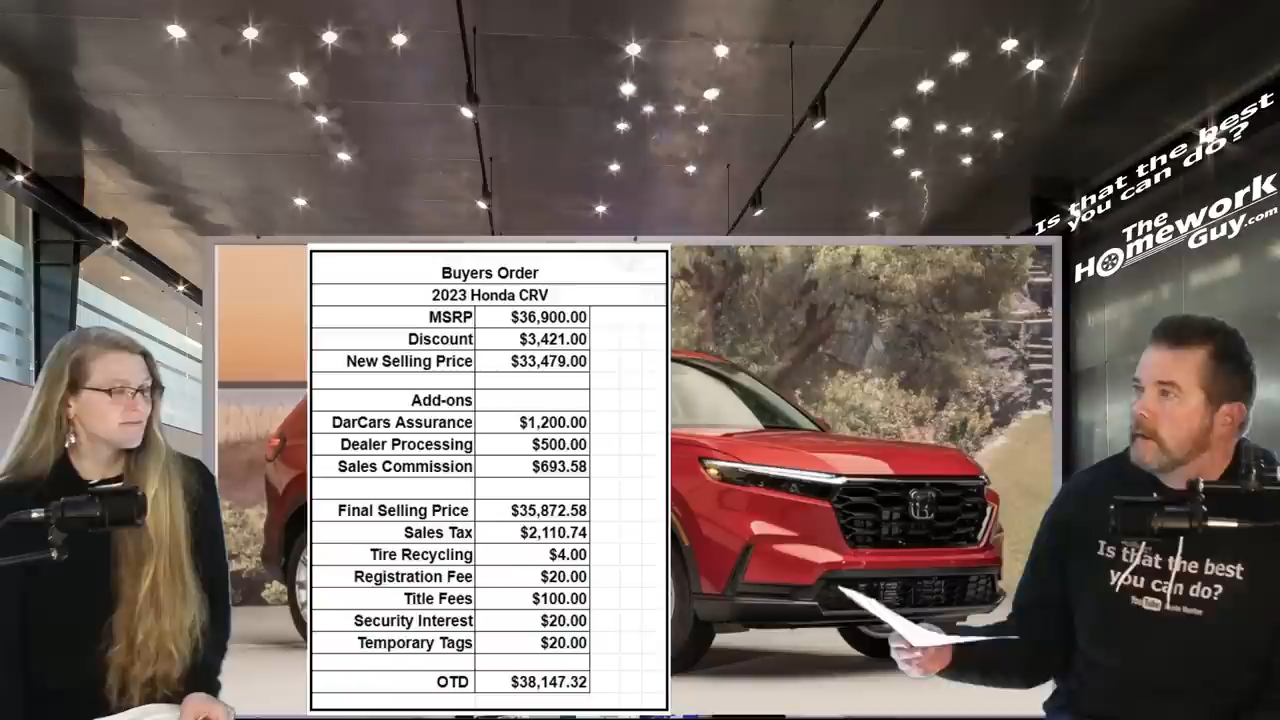 Is that the best
you can do?
The
Homework
Guy.com
Buyers Order
2023 Honda CRV
MSRP $36,900.00
Discount $3,421.00
New Selling Price $33,479.00
Add-ons
DarCars Assurance $1,200.00
Dealer Processing $500.00
Sales Commission $693.58
Final Selling Price $35,872.58
Sales Tax $2,110.74
Tire Recycling $4.00
Registration Fee $20.00
Title Fees $100.00
Security Interest $20.00
Temporary Tags $20.00
OTD $38,147.32
Is that the best
you can do?
YouTube